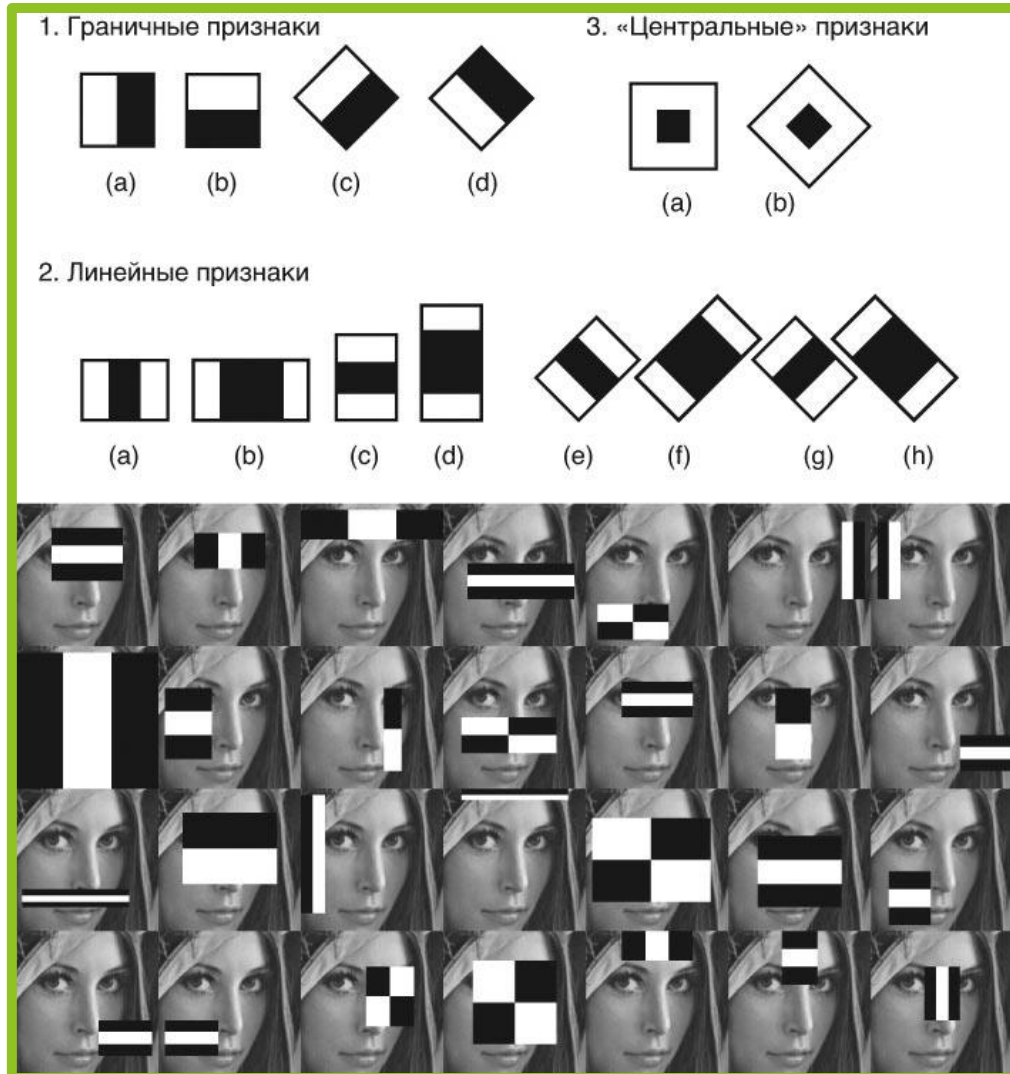 1. Граничные признаки
3. «Центральные» признаки
(a) (b) (c) (d)
(a) (b)
2. Линейные признаки
(a) (b) (c) (d) (e) (f) (g) (h)